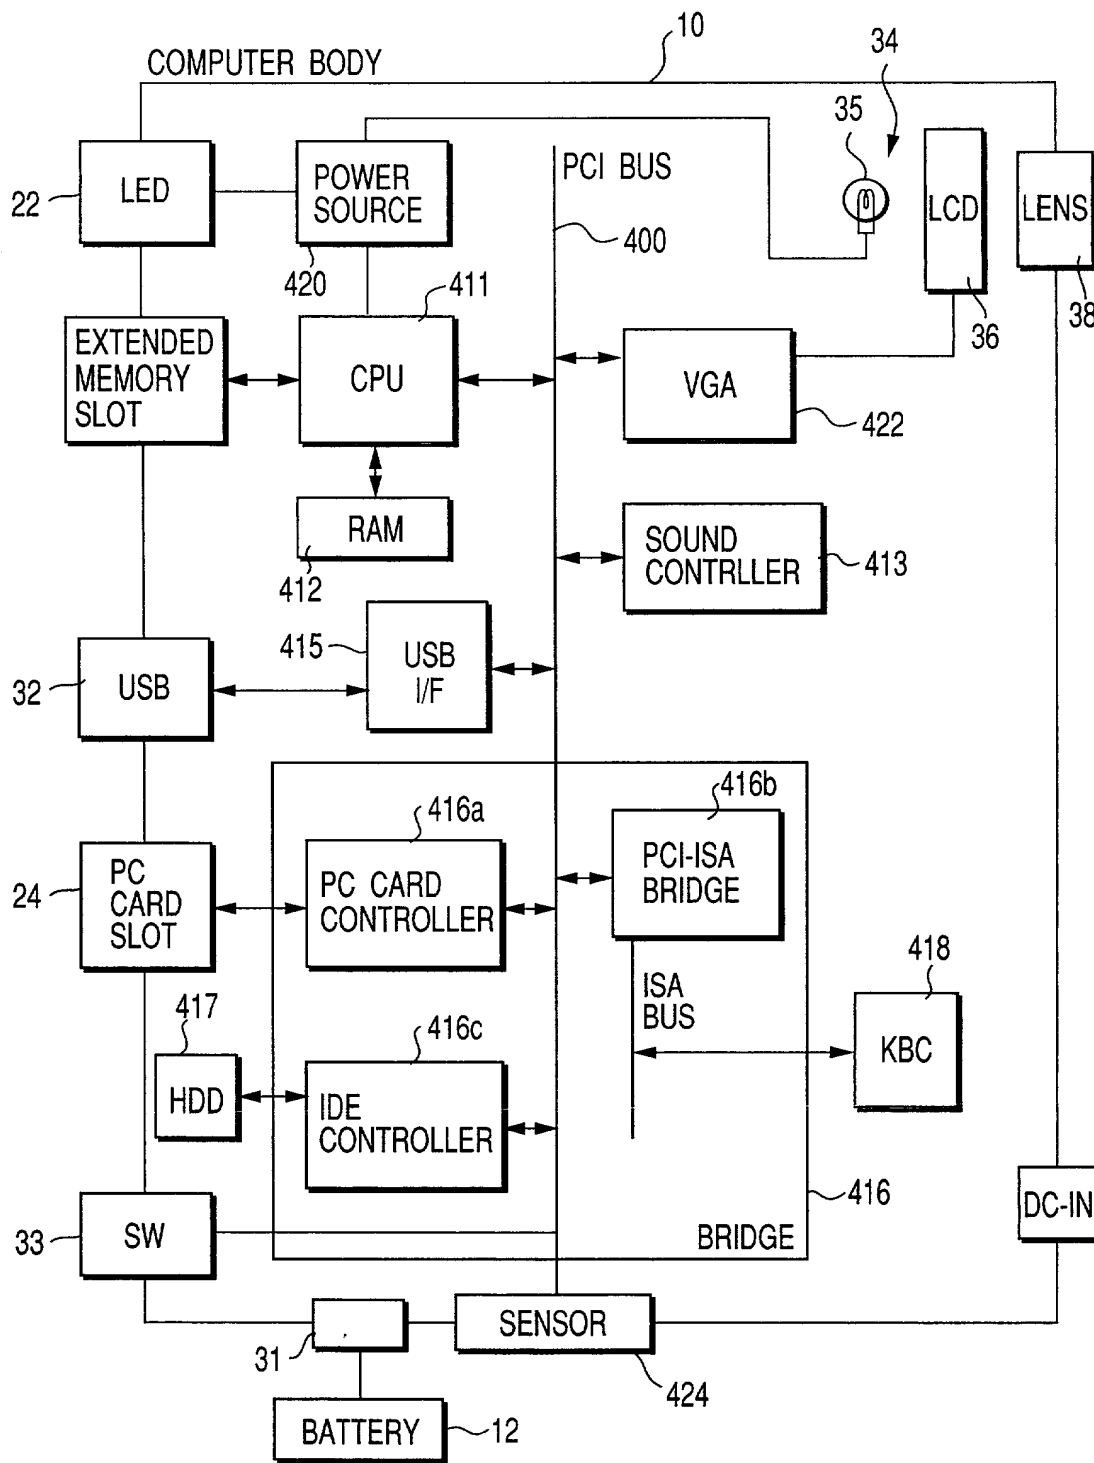 10
COMPUTER BODY
34
35
LED
22
POWER
SOURCE
420
PCI BUS
400
LCD
36
LENS
38
EXTENDED
MEMORY
SLOT
411
CPU
VGA
422
RAM
412
SOUND
CONTRLLER
413
415
USB
I/F
32
USB
416a
416b
PC
CARD
SLOT
24
PC CARD
CONTROLLER
PCI-ISA
BRIDGE
417
HDD
416c
IDE
CONTROLLER
ISA
BUS
418
KBC
416
33
SW
BRIDGE
DC-IN
31
SENSOR
424
BATTERY
12